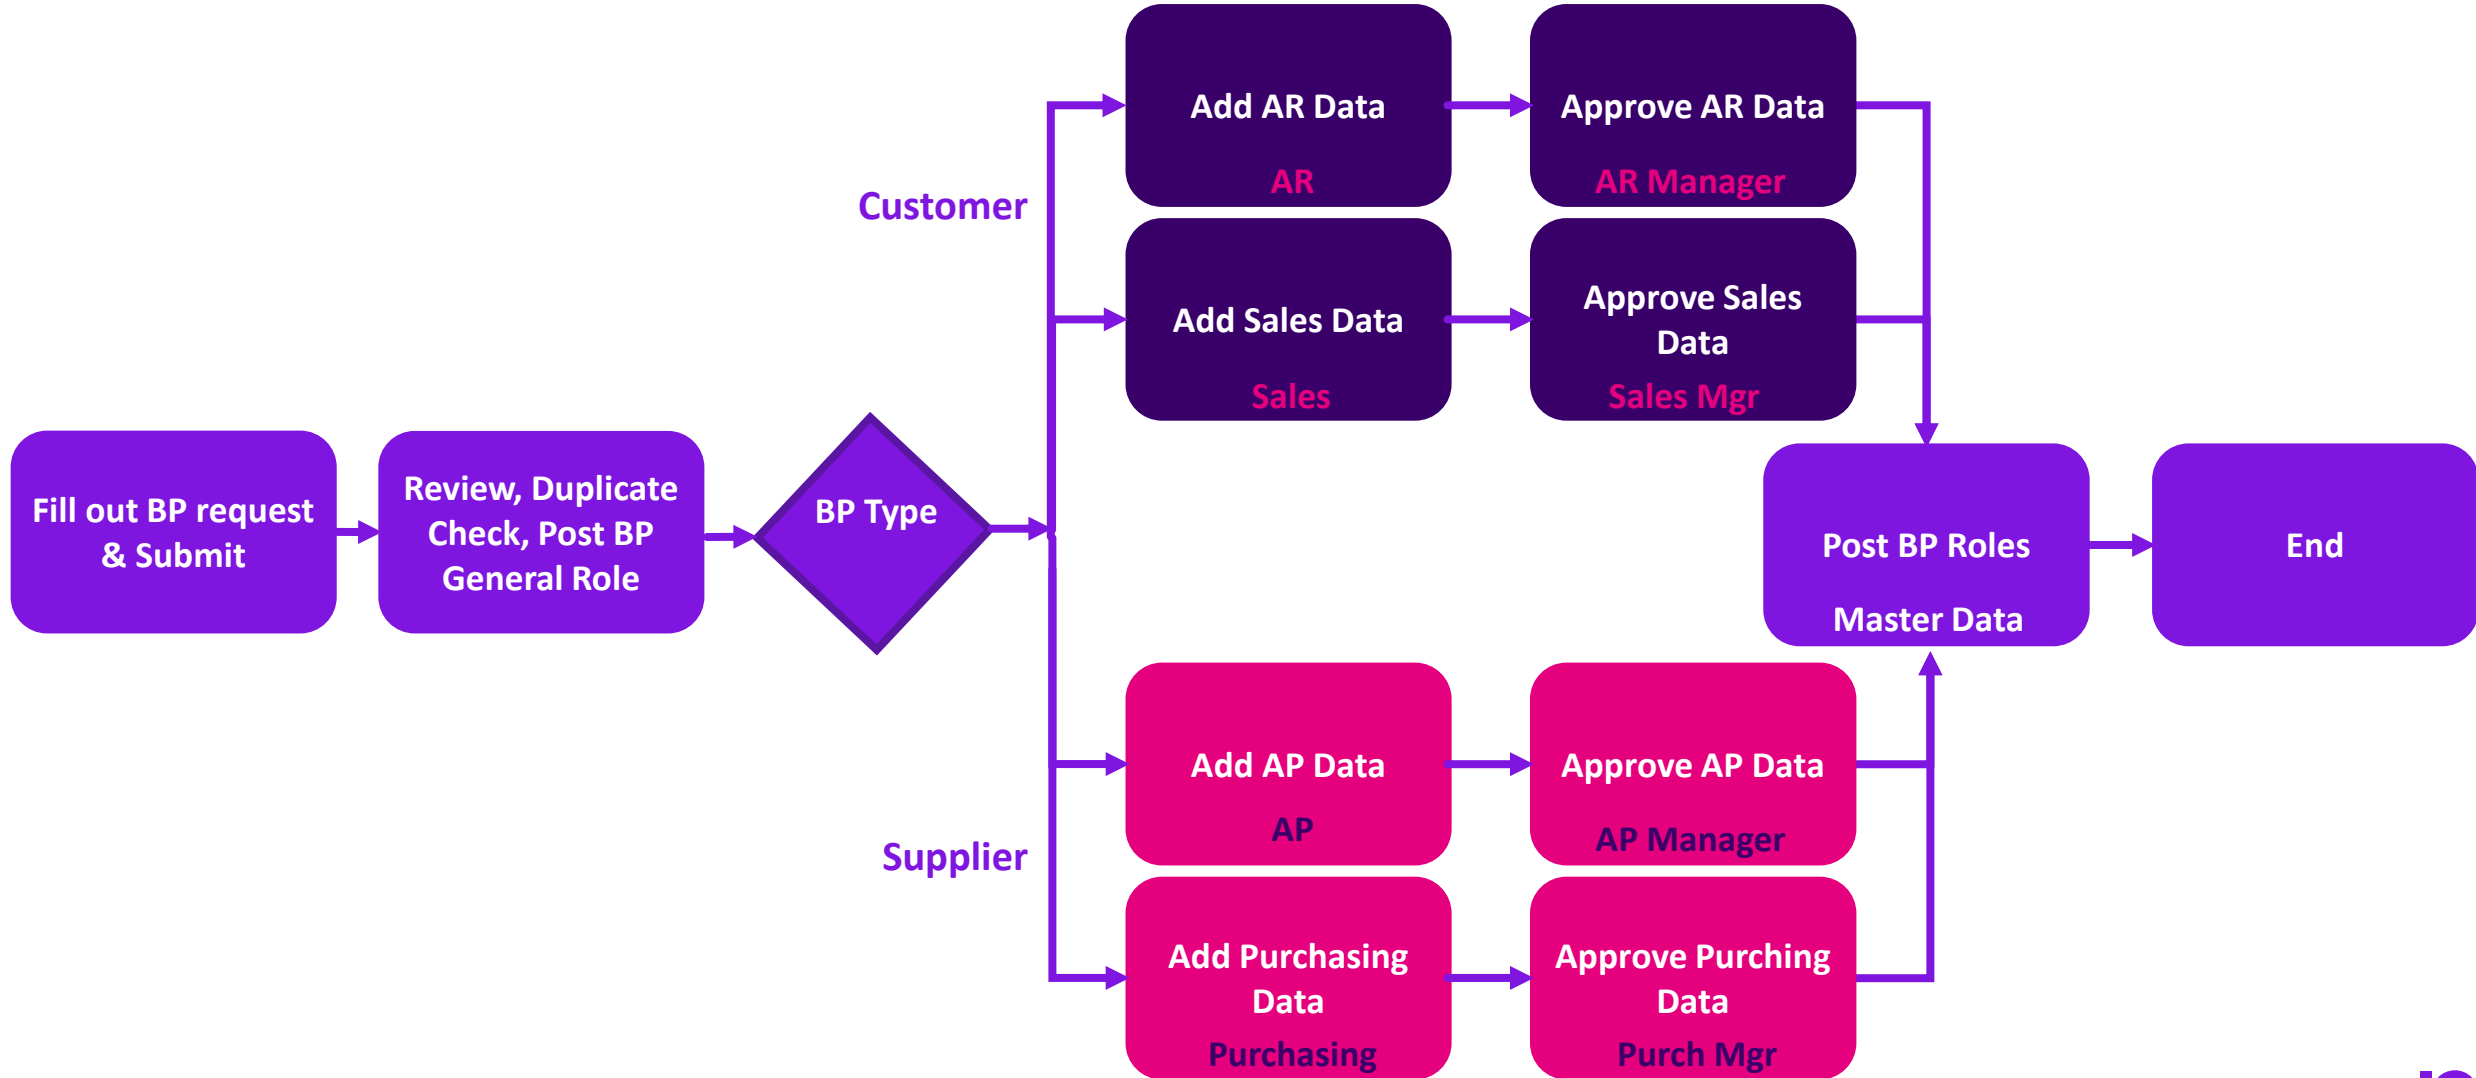 Fill out BP request
& Submit
Review, Duplicate
Check, Post BP
General Role
BP Type
Customer
Add AR Data
AR
Approve AR Data
AR Manager
Add Sales Data
Sales
Approve Sales
Data
Sales Mgr
Supplier
Add AP Data
AP
Approve AP Data
AP Manager
Add Purchasing
Data
Purchasing
Approve Purching
Data
Purch Mgr
Post BP Roles
Master Data
End